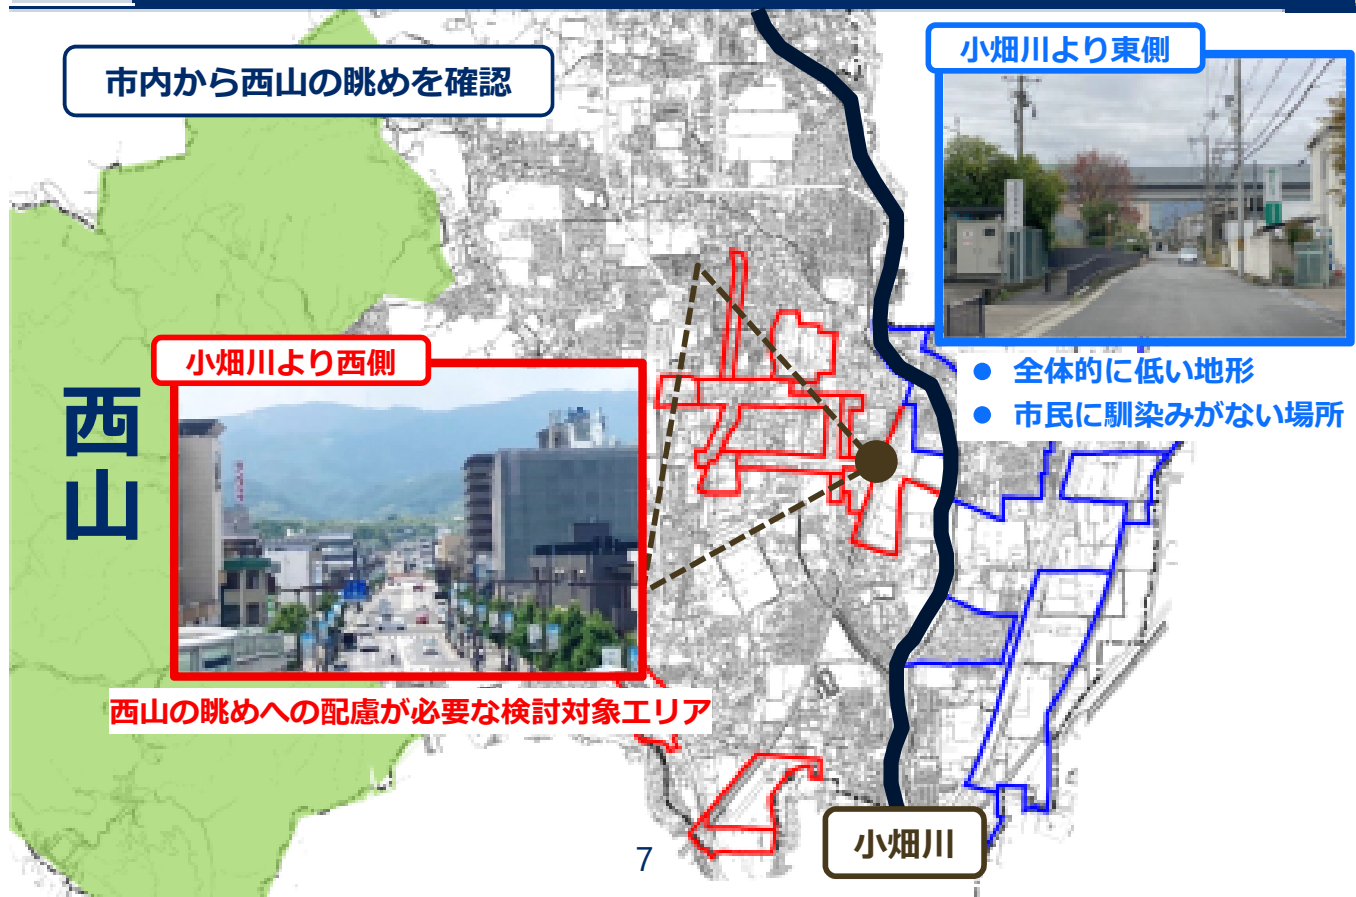 市内から西山の眺めを確認
小畑川より東側
全体的に低い地形
市民に馴染みがない場所
小畑川より西側
西山
西山の眺めへの配慮が必要な検討対象エリア
小畑川
7